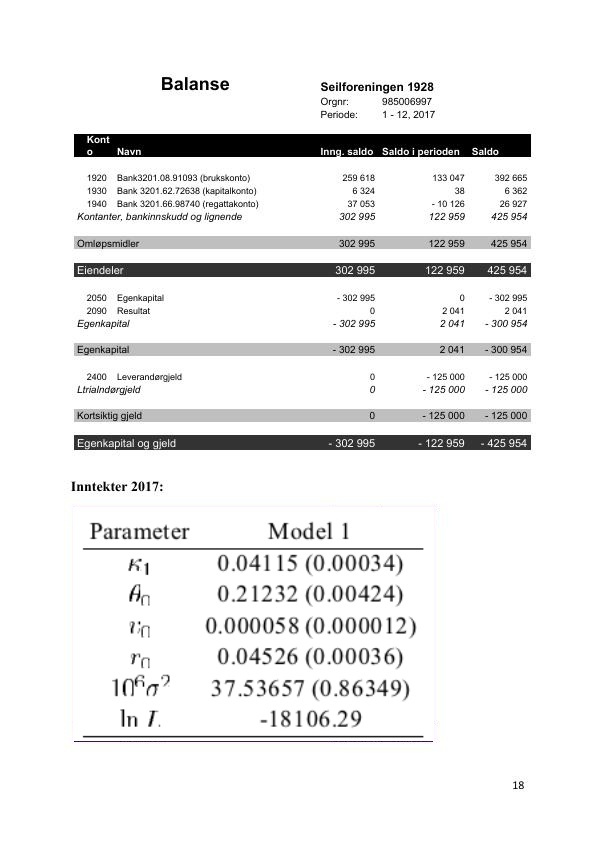 Balanse
Seilforeningen 1928
Orgnr: 985006997
Periode: 1 - 12, 2017
Konto Navn Inng. saldo Saldo i perioden Saldo
1920 Bank3201.08.91093 (brukskonto) 259 618 133 047 392 665
1930 Bank 3201.62.72638 (kapitalkonto) 6 324 38 6 362
1940 Bank 3201.66.98740 (regattakonto) 37 053 - 10 126 26 927
Kontanter, bankinnskudd og lignende 302 995 122 959 425 954
Omløpsmidler 302 995 122 959 425 954
Eiendeler 302 995 122 959 425 954
2050 Egenkapital - 302 995 0 - 302 995
2090 Resultat 0 2 041 2 041
Egenkapital - 302 995 2 041 - 300 954
Egenkapital - 302 995 2 041 - 300 954
2400 Leverandørgjeld 0 - 125 000 - 125 000
Ltrialndørgjeld 0 - 125 000 - 125 000
Kortsiktig gjeld 0 - 125 000 - 125 000
Egenkapital og gjeld - 302 995 - 122 959 - 425 954
Inntekter 2017:
Parameter Model 1
κ1 0.04115 (0.00034)
θ0 0.21232 (0.00424)
v0 0.000058 (0.000012)
r0 0.04526 (0.00036)
10⁶σ² 37.53657 (0.86349)
ln L -18106.29
18